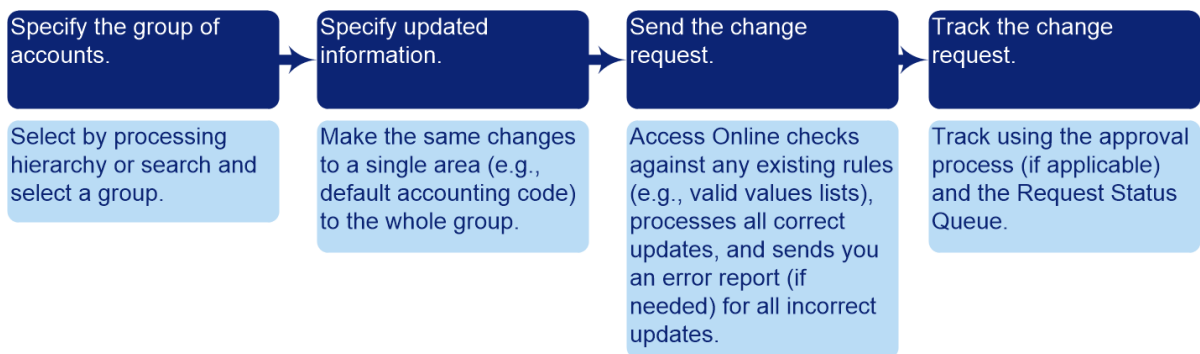 Specify the group of
accounts.
Select by processing
hierarchy or search and
select a group.
Specify updated
information.
Make the same changes
to a single area (e.g.,
default accounting code)
to the whole group.
Send the change
request.
Access Online checks
against any existing rules
(e.g., valid values lists),
processes all correct
updates, and sends you
an error report (if
needed) for all incorrect
updates.
Track the change
request.
Track using the approval
process (if applicable)
and the Request Status
Queue.